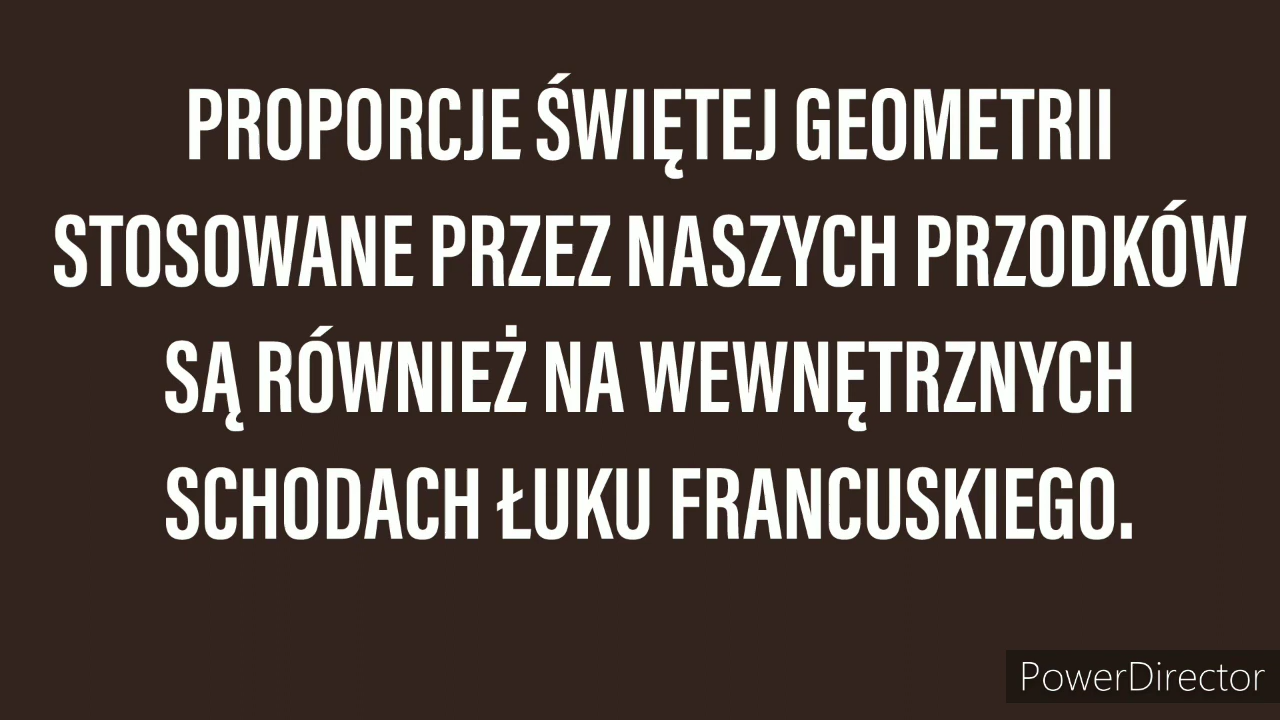 PROPORCJE ŚWIĘTEJ GEOMETRII
STOSOWANE PRZEZ NASZYCH PRZODKÓW
SĄ RÓWNIEŻ NA WEWNĘTRZNYCH
SCHODACH ŁUKU FRANCUSKIEGO.
PowerDirector